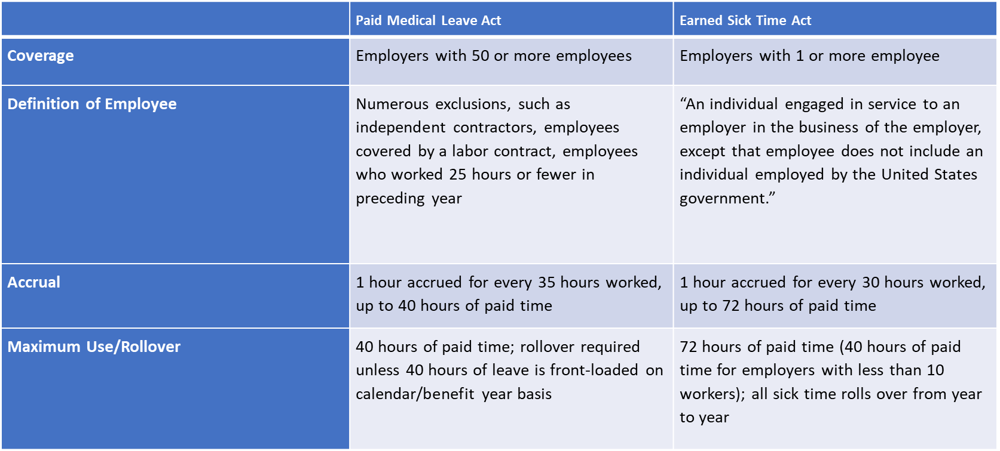 Paid Medical Leave Act
Earned Sick Time Act
Coverage
Employers with 50 or more employees
Employers with 1 or more employee
Definition of Employee
Numerous exclusions, such as
independent contractors, employees
covered by a labor contract, employees
who worked 25 hours or fewer in
preceding year
“An individual engaged in service to an
employer in the business of the employer,
except that employee does not include an
individual employed by the United States
government.”
Accrual
1 hour accrued for every 35 hours worked,
up to 40 hours of paid time
1 hour accrued for every 30 hours worked,
up to 72 hours of paid time
Maximum Use/Rollover
40 hours of paid time; rollover required
unless 40 hours of leave is front-loaded on
calendar/benefit year basis
72 hours of paid time (40 hours of paid
time for employers with less than 10
workers); all sick time rolls over from year
to year